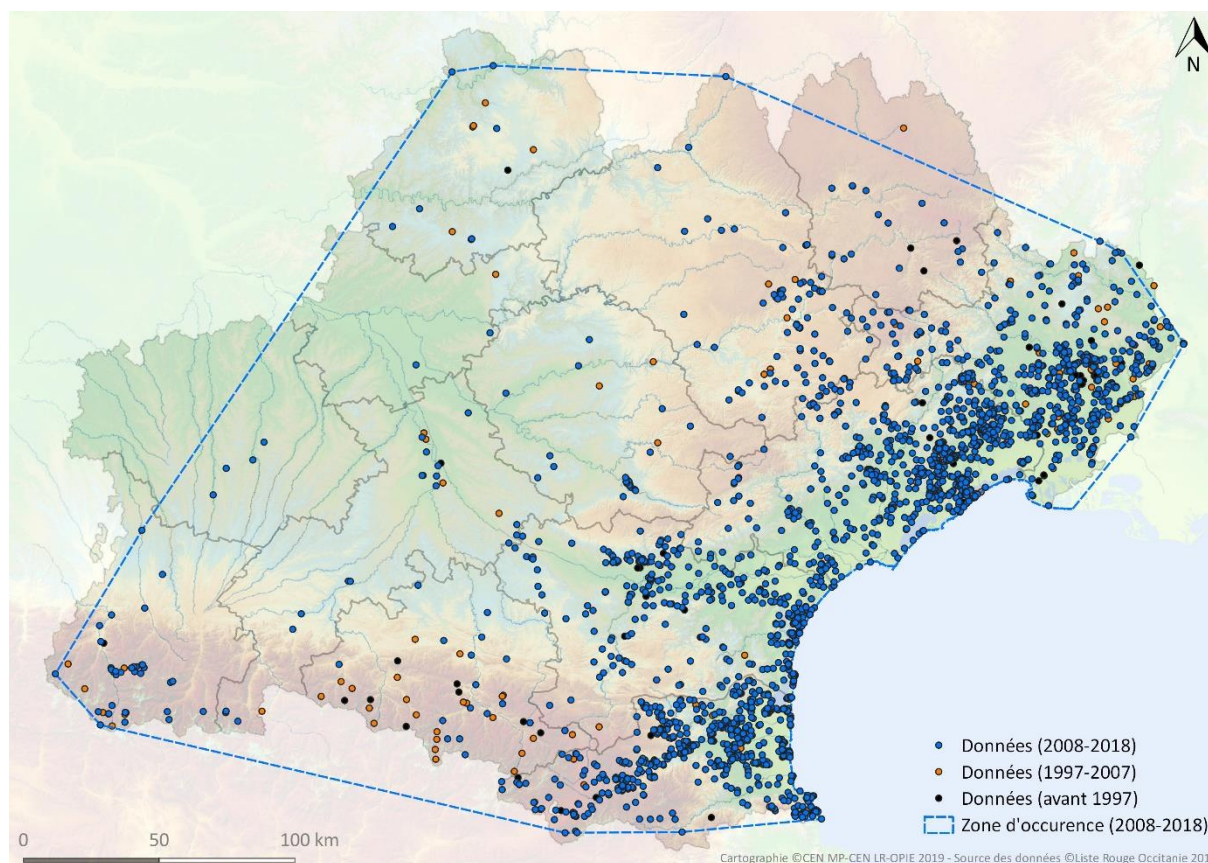 N
Données (2008-2018)
Données (1997-2007)
Données (avant 1997)
Zone d'occurence (2008-2018)
0 50 100 km
Cartographie ©CEN MP-CEN LR-OPIE 2019 - Source des données ©Liste Rouge Occitanie 201